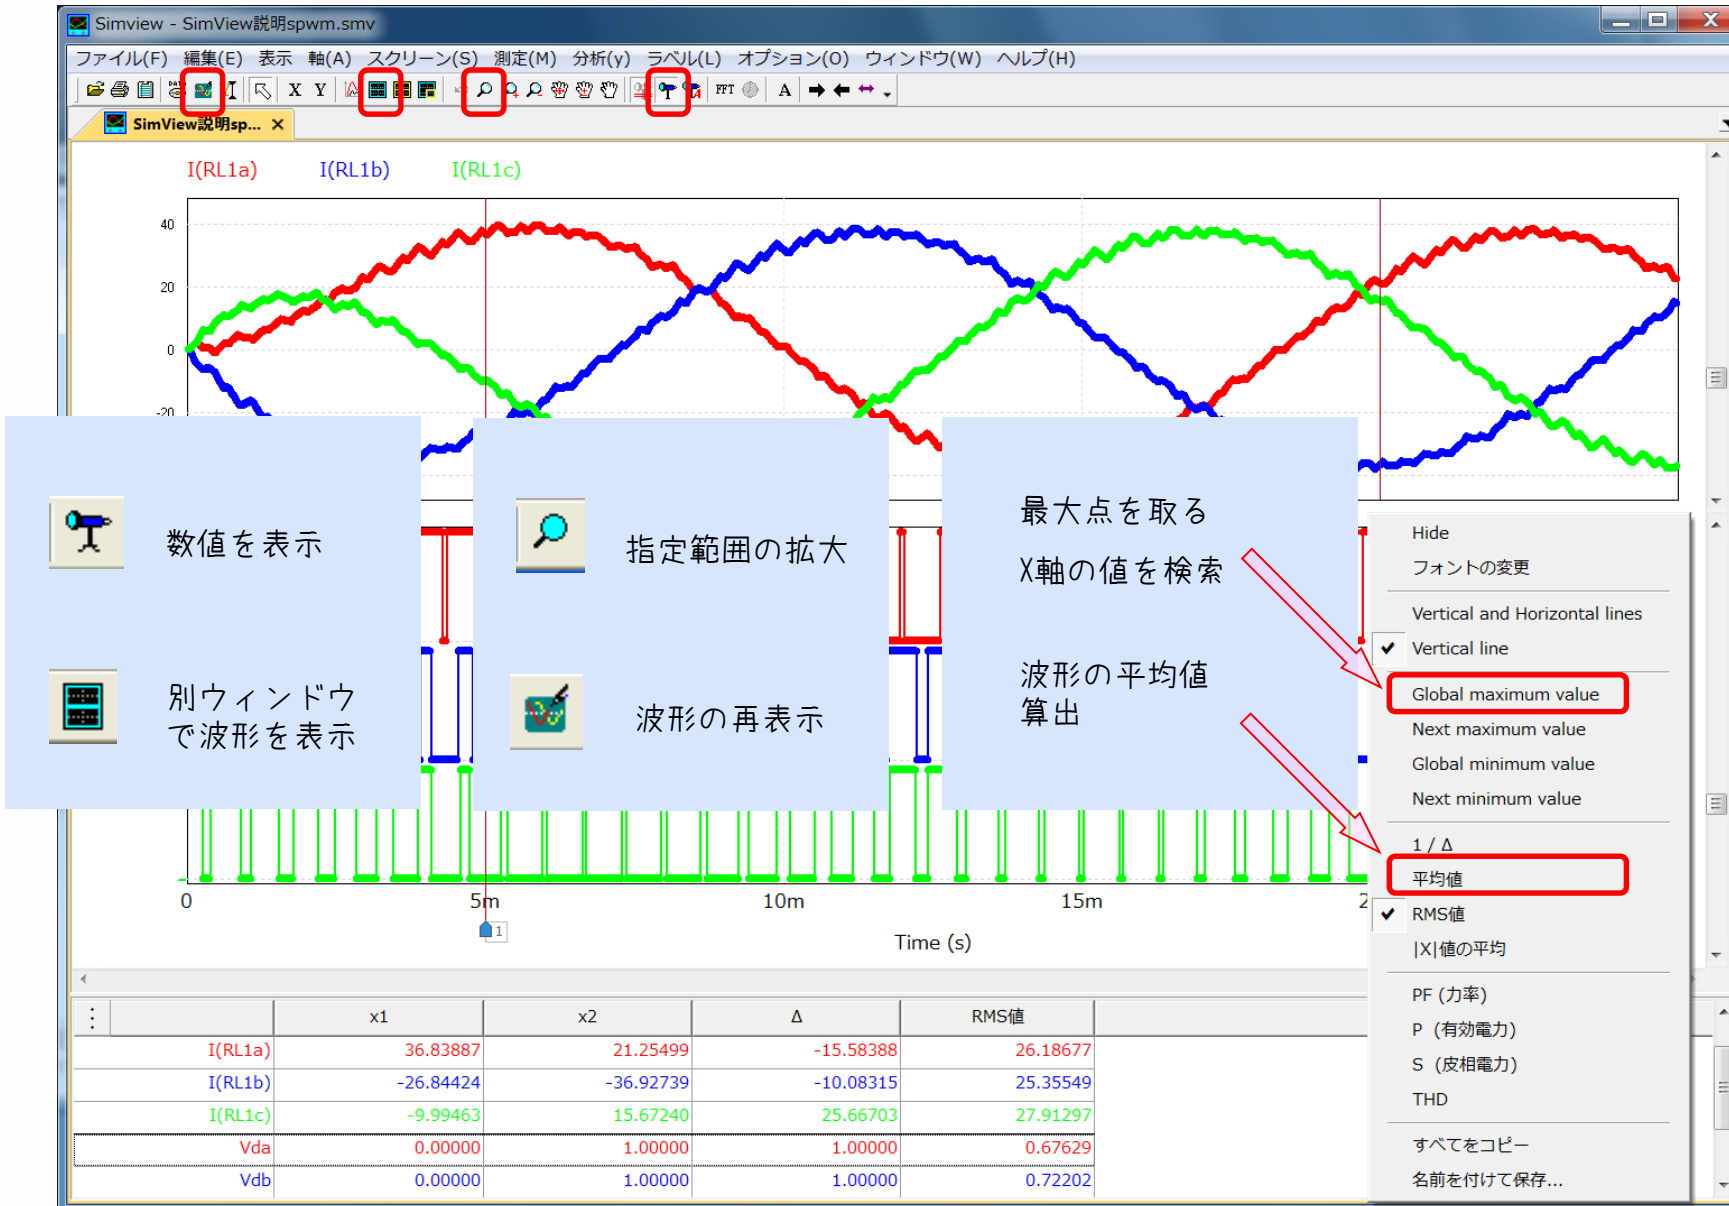 Simview - SimView説明spwm.smv
ファイル(F) 編集(E) 表示 軸(A) スクリーン(S) 測定(M) 分析(y) ラベル(L) オプション(O) ウィンドウ(W) ヘルプ(H)
X Y FFT A
SimView説明sp...
I(RL1a) I(RL1b) I(RL1c)
40
20
0
-20
数値を表示
別ウィンドウ
で波形を表示
指定範囲の拡大
波形の再表示
最大点を取る
X軸の値を検索
波形の平均値
算出
Hide
フォントの変更
Vertical and Horizontal lines
Vertical line
Global maximum value
Next maximum value
Global minimum value
Next minimum value
1 / Δ
平均値
RMS値
|X|値の平均
PF (力率)
P (有効電力)
S (皮相電力)
THD
すべてをコピー
名前を付けて保存...
0 5m 10m 15m 2
1
Time (s)
x1 x2 Δ RMS値
I(RL1a) 36.83887 21.25499 -15.58388 26.18677
I(RL1b) -26.84424 -36.92739 -10.08315 25.35549
I(RL1c) -9.99463 15.67240 25.66703 27.91297
Vda 0.00000 1.00000 1.00000 0.67629
Vdb 0.00000 1.00000 1.00000 0.72202